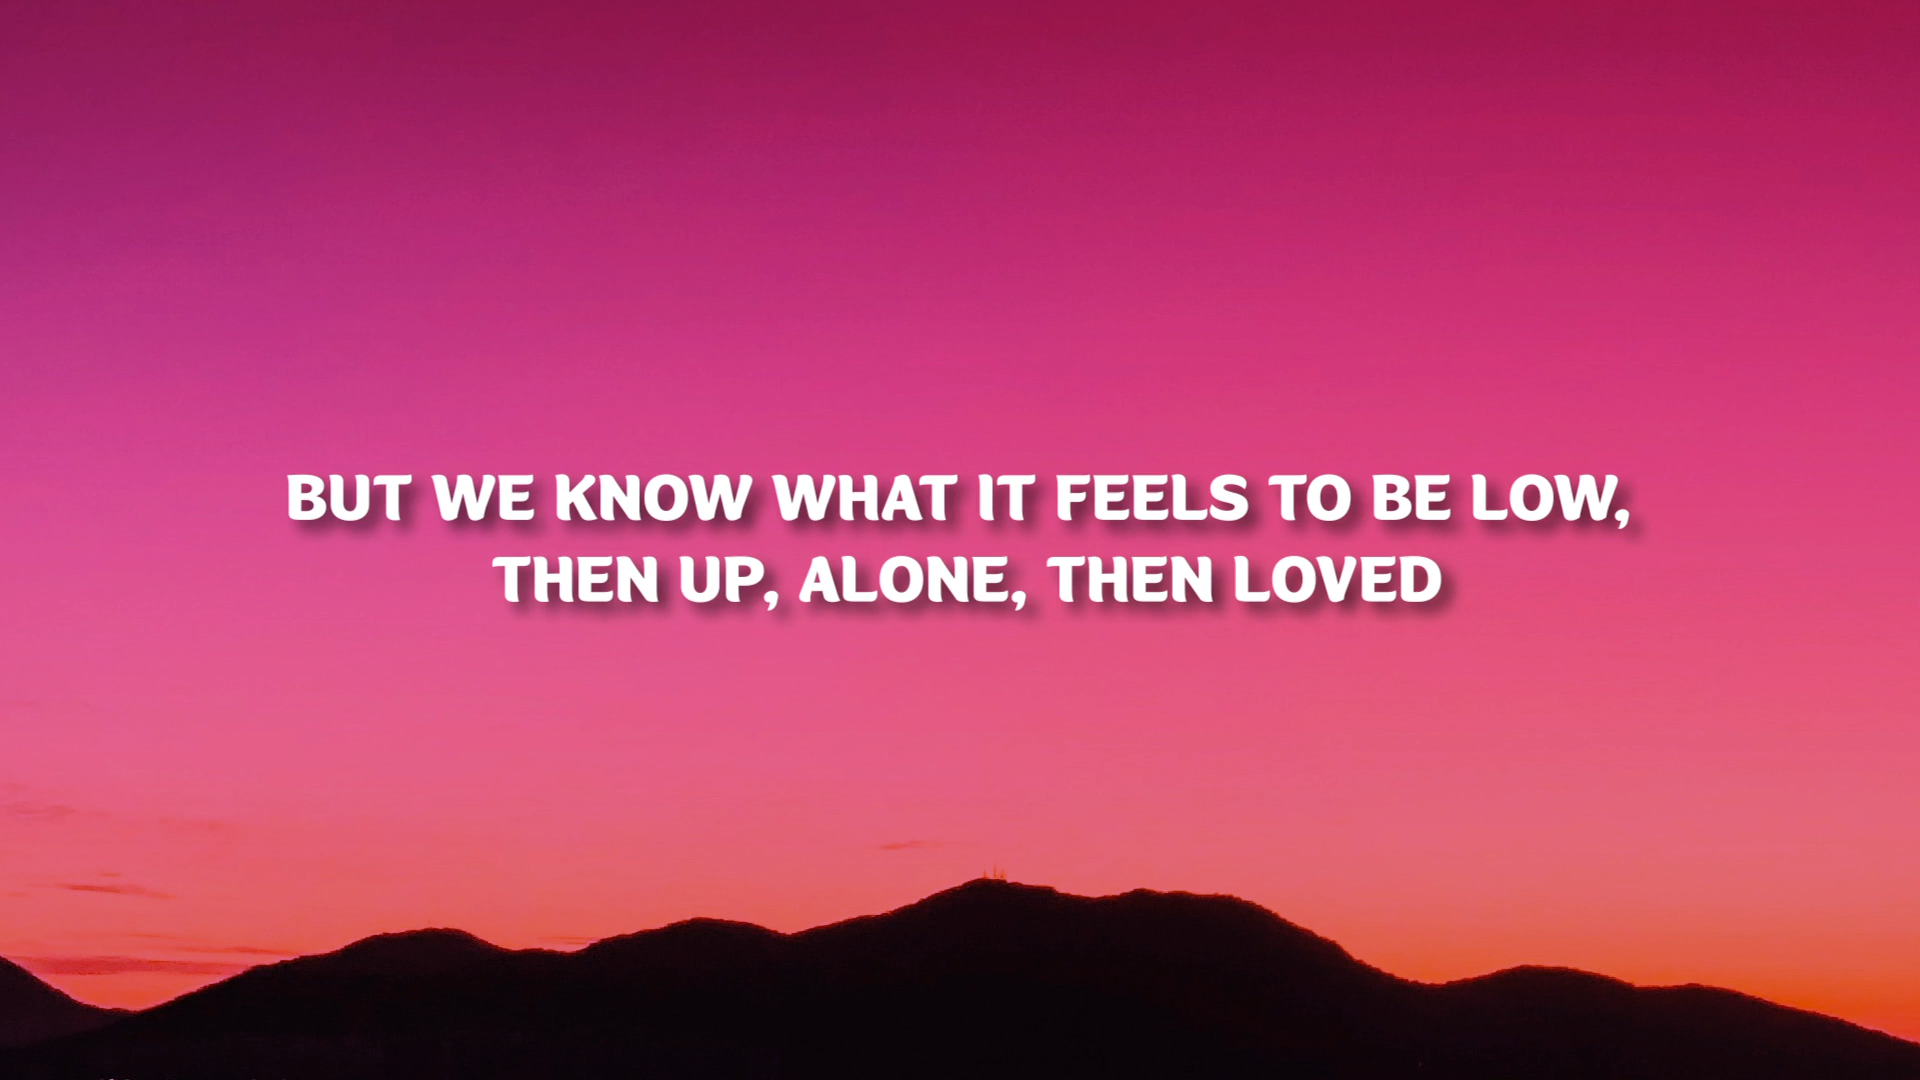 BUT WE KNOW WHAT IT FEELS TO BE LOW,
THEN UP, ALONE, THEN LOVED